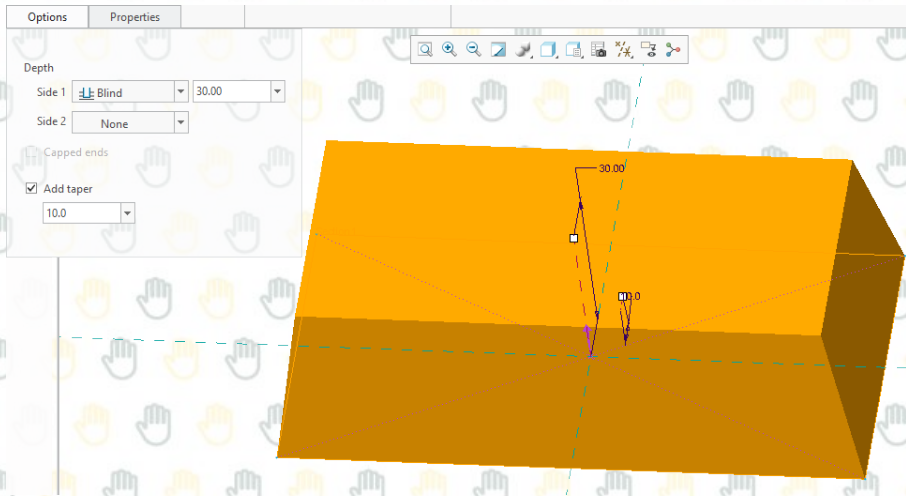 Options Properties
Depth
Side 1 Blind 30.00
Side 2 None
Capped ends
Add taper
10.0
30.00